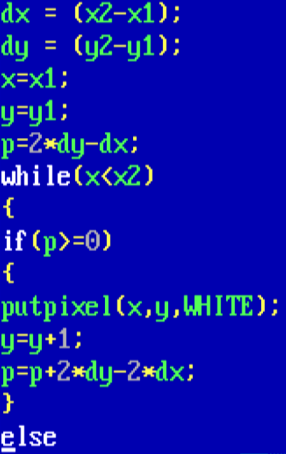 dx = (x2-x1);
dy = (y2-y1);
x=x1;
y=y1;
p=2*dy-dx;
while(x<x2)
{
if(p>=0)
{
putpixel(x,y,WHITE);
y=y+1;
p=p+2*dy-2*dx;
}
else